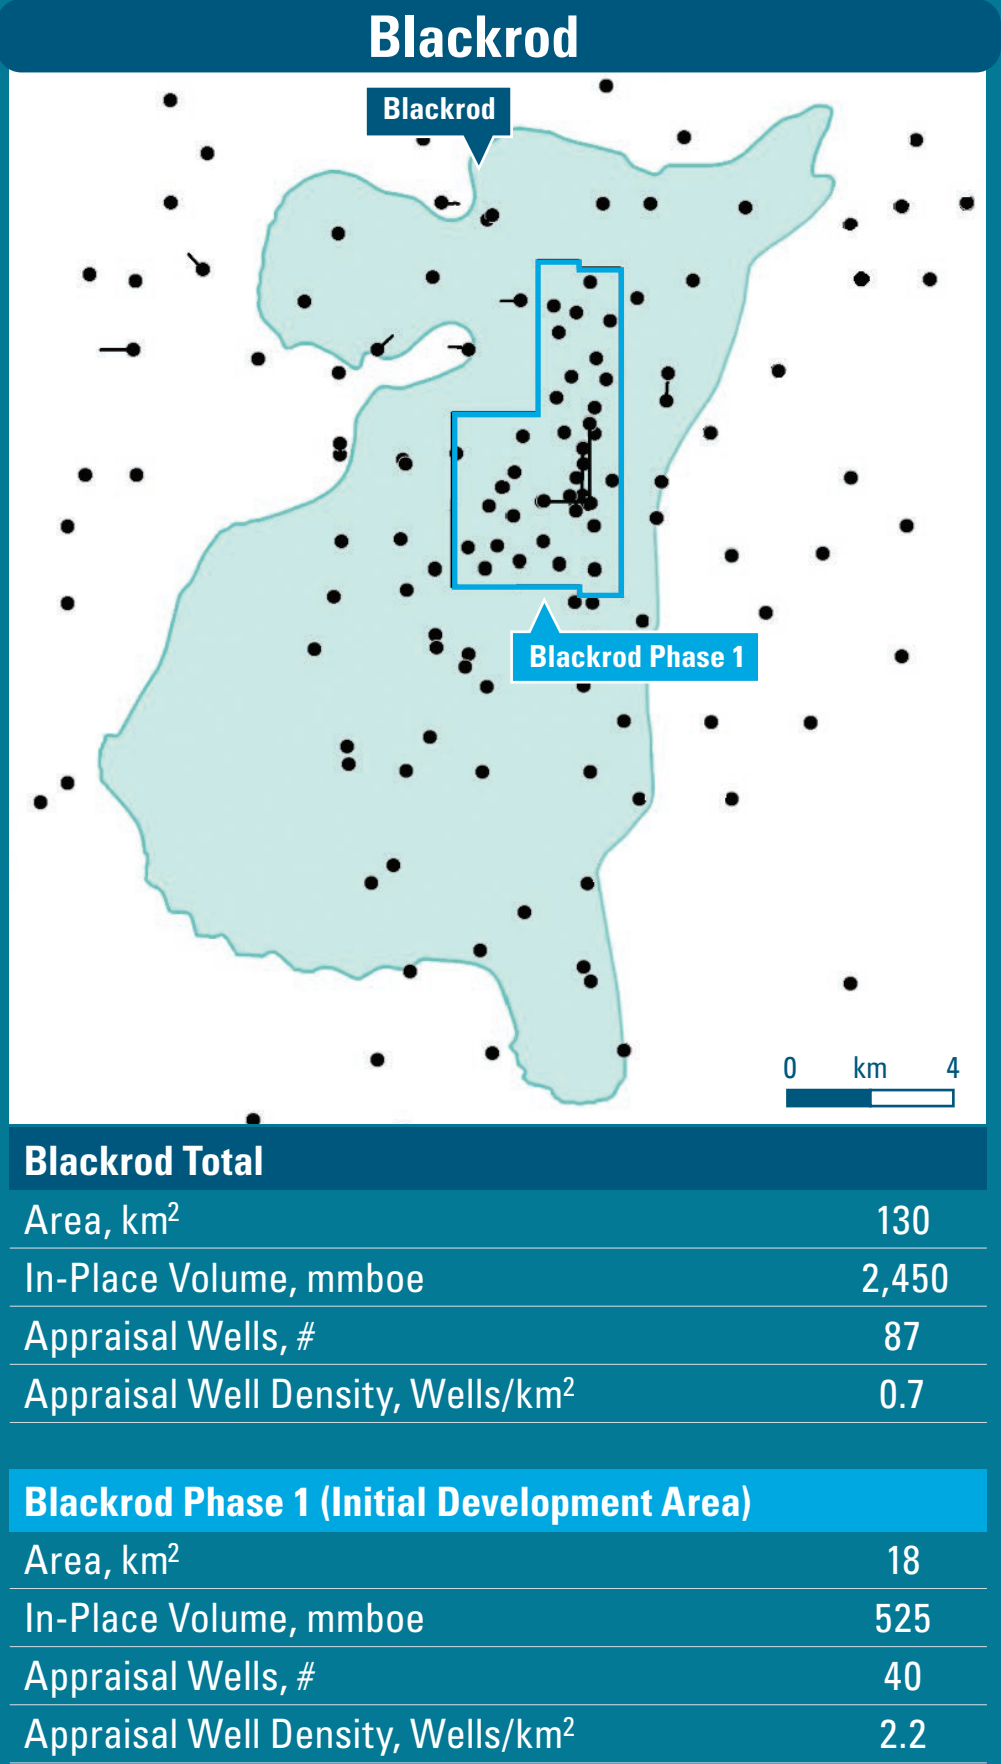 Blackrod
Blackrod
Blackrod Phase 1
0 km 4
Blackrod Total
Area, km² 130
In-Place Volume, mmboe 2,450
Appraisal Wells, # 87
Appraisal Well Density, Wells/km² 0.7
Blackrod Phase 1 (Initial Development Area)
Area, km² 18
In-Place Volume, mmboe 525
Appraisal Wells, # 40
Appraisal Well Density, Wells/km² 2.2